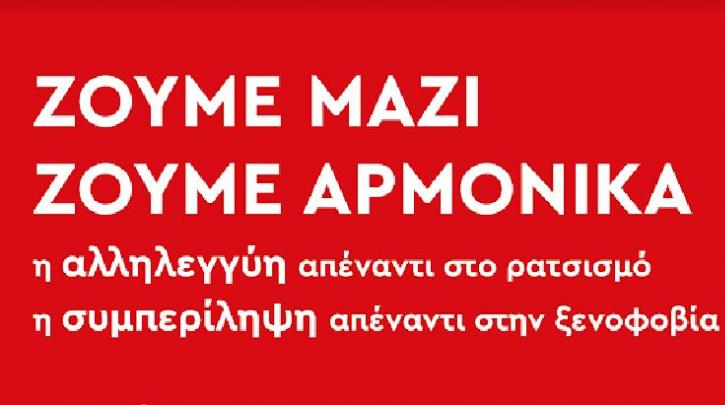 ΖΟΥΜΕ ΜΑΖΙ
ΖΟΥΜΕ ΑΡΜΟΝΙΚΑ
η αλληλεγγύη απέναντι στο ρατσισμό
η συμπερίληψη απέναντι στην ξενοφοβία